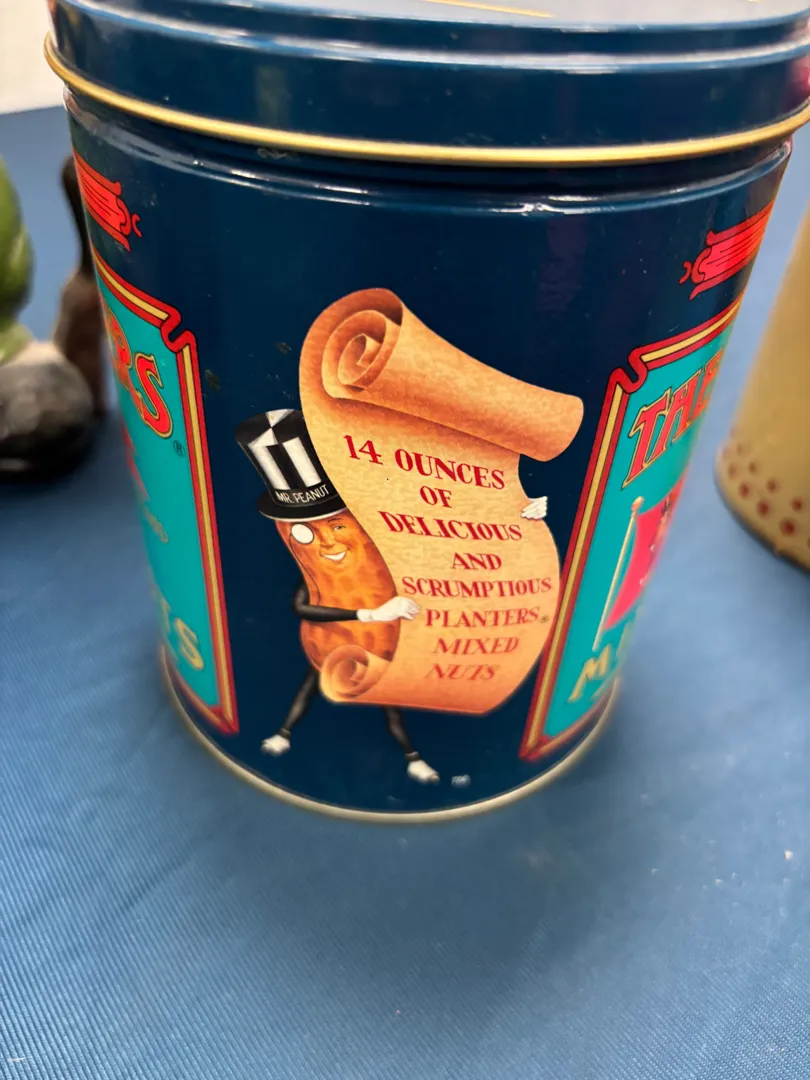 MR. PEANUT
14 OUNCES
OF
DELICIOUS
AND
SCRUMPTIOUS
PLANTERS®
MIXED
NUTS